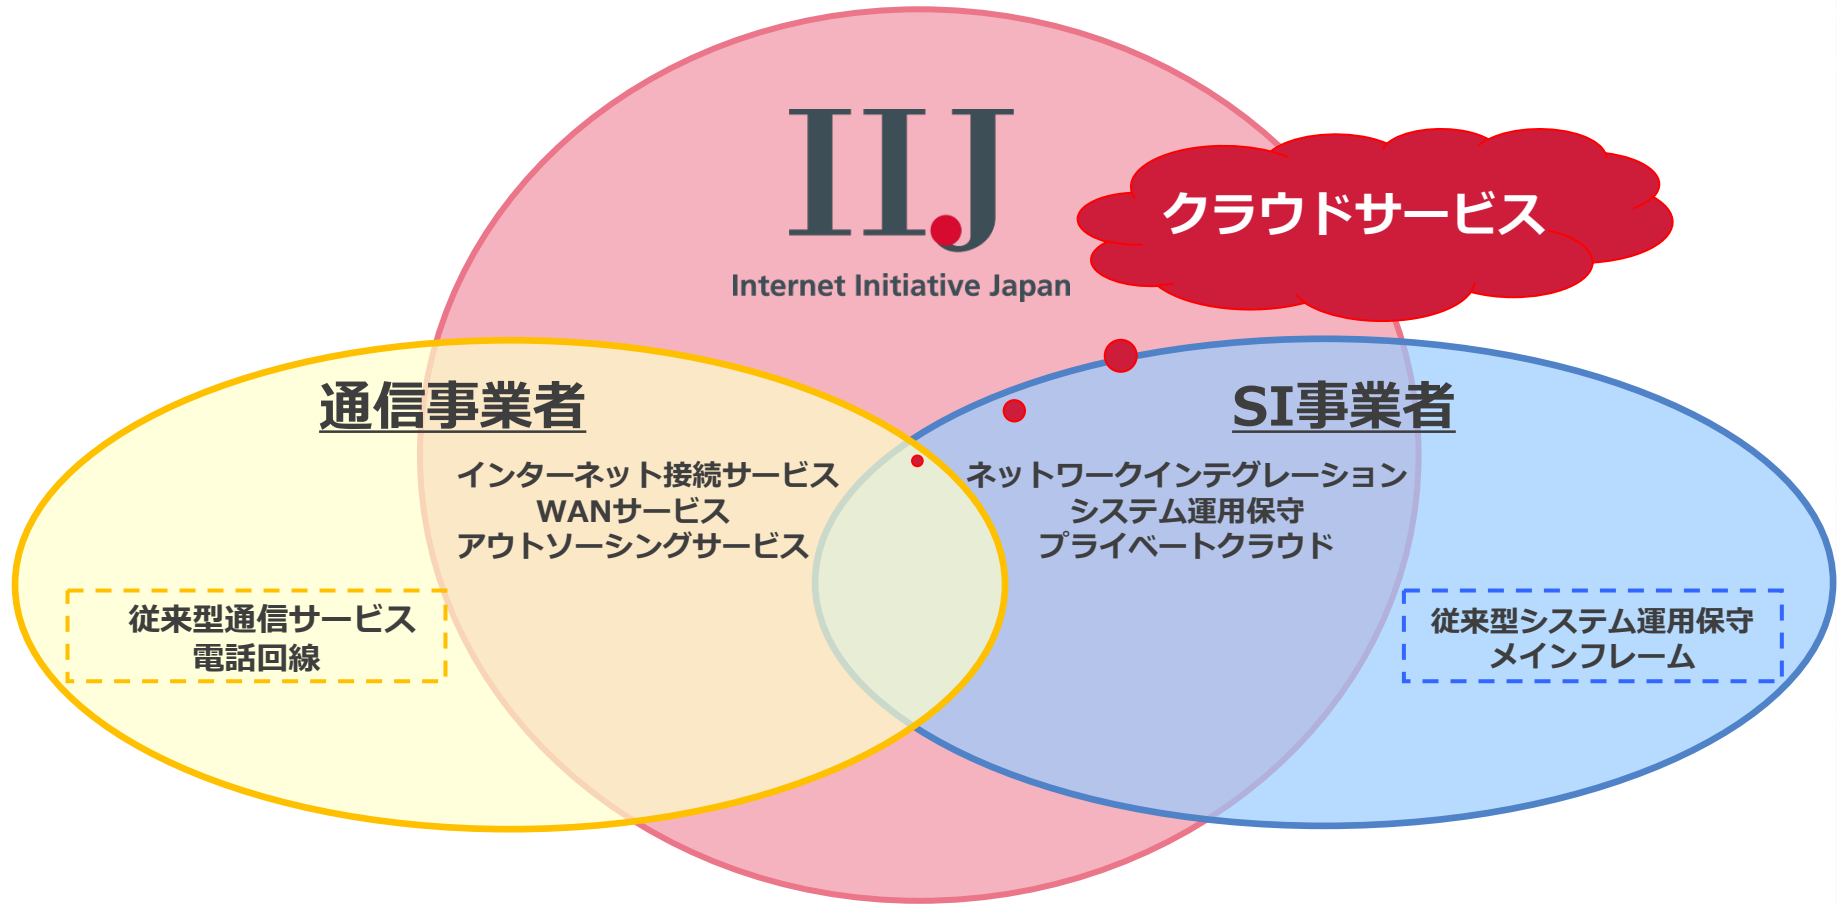 IIJ
Internet Initiative Japan
クラウドサービス
通信事業者
インターネット接続サービス
WANサービス
アウトソーシングサービス
従来型通信サービス
電話回線
SI事業者
ネットワークインテグレーション
システム運用保守
プライベートクラウド
従来型システム運用保守
メインフレーム